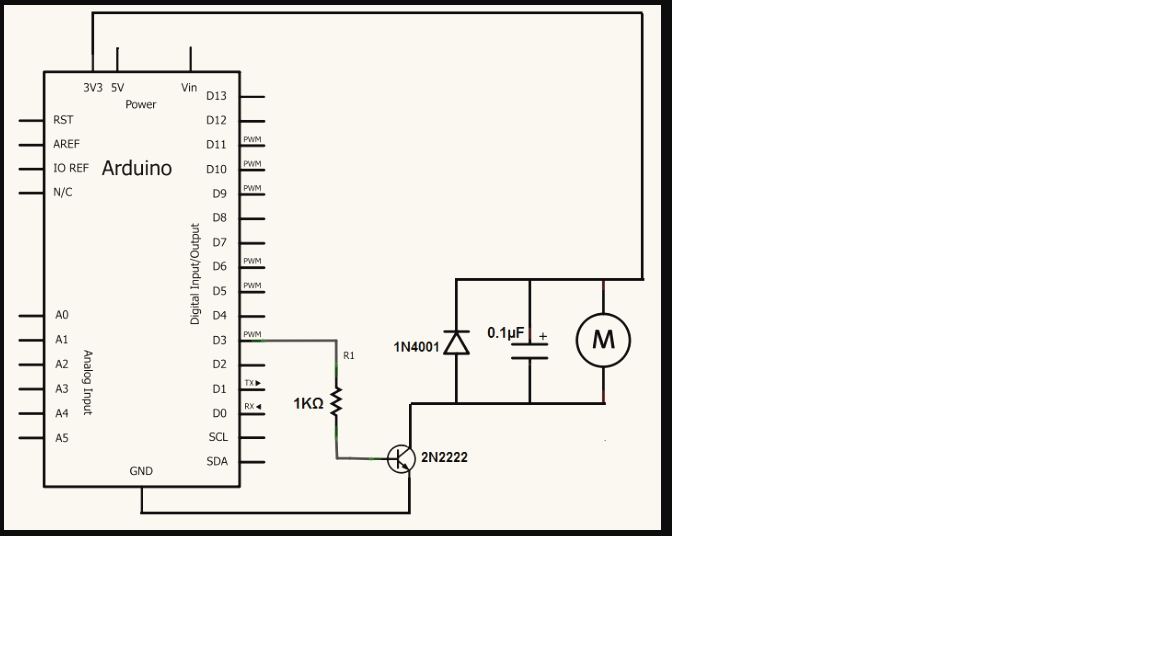 3V3 5V Vin
Power
RST
AREF
IO REF
N/C
Arduino
D13
D12
PWM
D11
PWM
D10
PWM
D9
D8
D7
PWM
D6
PWM
D5
D4
PWM
D3
D2
TX
D1
RX
D0
SCL
SDA
Digital Input/Output
A0
A1
A2
A3
A4
A5
Analog Input
GND
R1
1KΩ
2N2222
1N4001
0.1µF
+
M